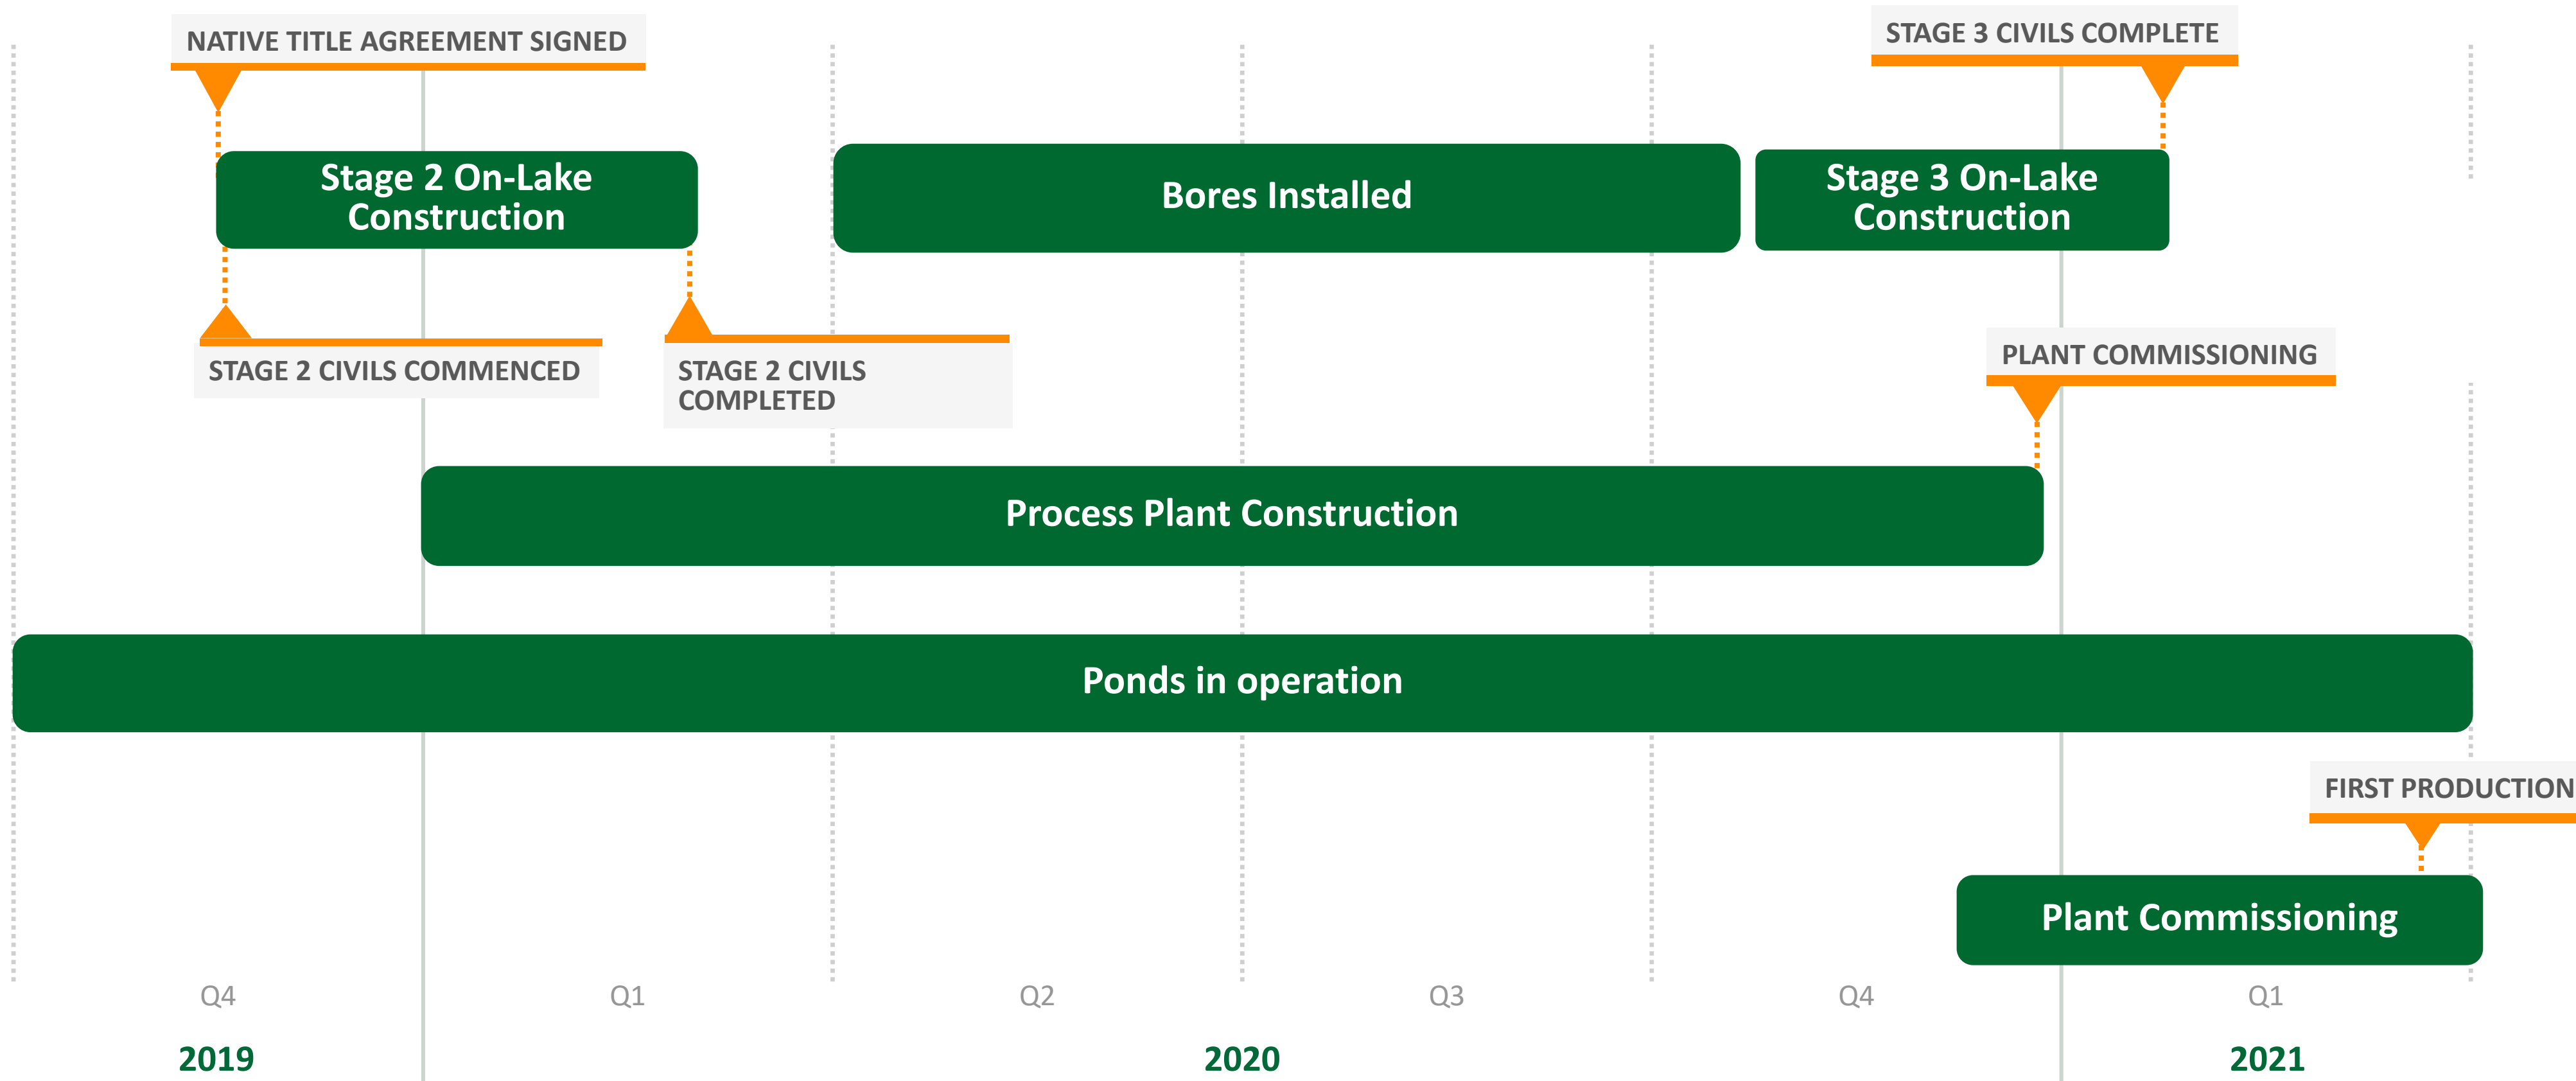 NATIVE TITLE AGREEMENT SIGNED
STAGE 3 CIVILS COMPLETE
Stage 2 On-Lake
Construction
Bores Installed
Stage 3 On-Lake
Construction
STAGE 2 CIVILS COMMENCED
STAGE 2 CIVILS
COMPLETED
PLANT COMMISSIONING
Process Plant Construction
Ponds in operation
FIRST PRODUCTION
Plant Commissioning
Q4
Q1
Q2
Q3
Q4
Q1
2019
2020
2021